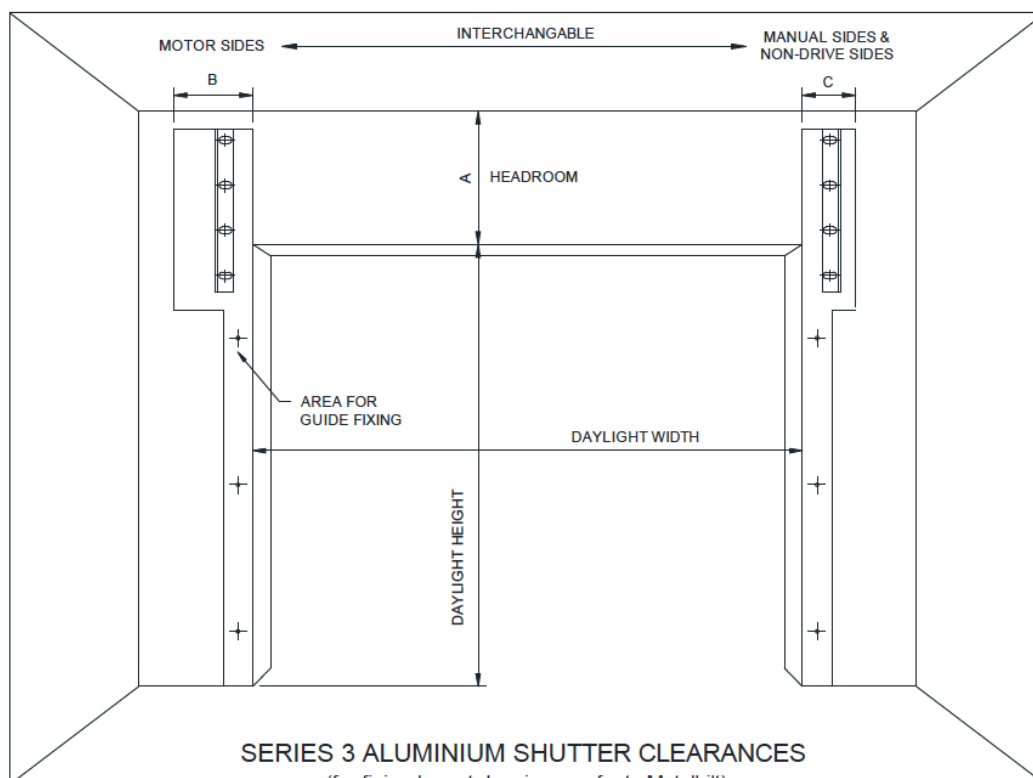 MOTOR SIDES
INTERCHANGABLE
MANUAL SIDES &
NON-DRIVE SIDES
B
C
A
HEADROOM
AREA FOR
GUIDE FIXING
DAYLIGHT WIDTH
DAYLIGHT HEIGHT
SERIES 3 ALUMINIUM SHUTTER CLEARANCES